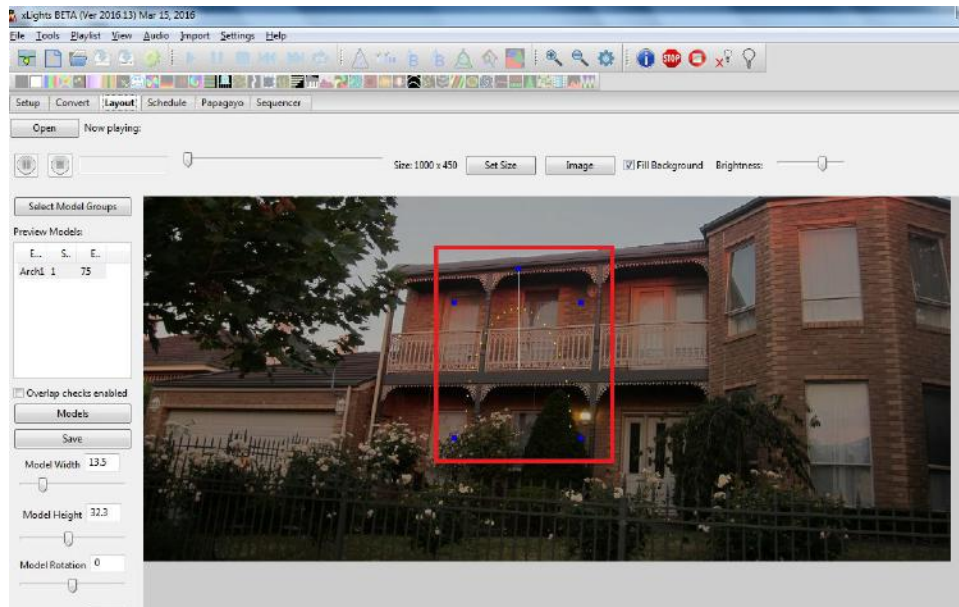 xLights BETA (Ver 2016.13) Mar 15, 2016
File Tools Playlist View Audio Import Settings Help
STOP
Setup Convert Layout Schedule Papagayo Sequencer
Open Now playing:
Size: 1000 x 450 Set Size Image Fill Background Brightness:
Select Model Groups
Preview Models:
E... S.. E..
Arch1 1 75
Overlap checks enabled
Models
Save
Model Width 13.5
Model Height 32.3
Model Rotation 0